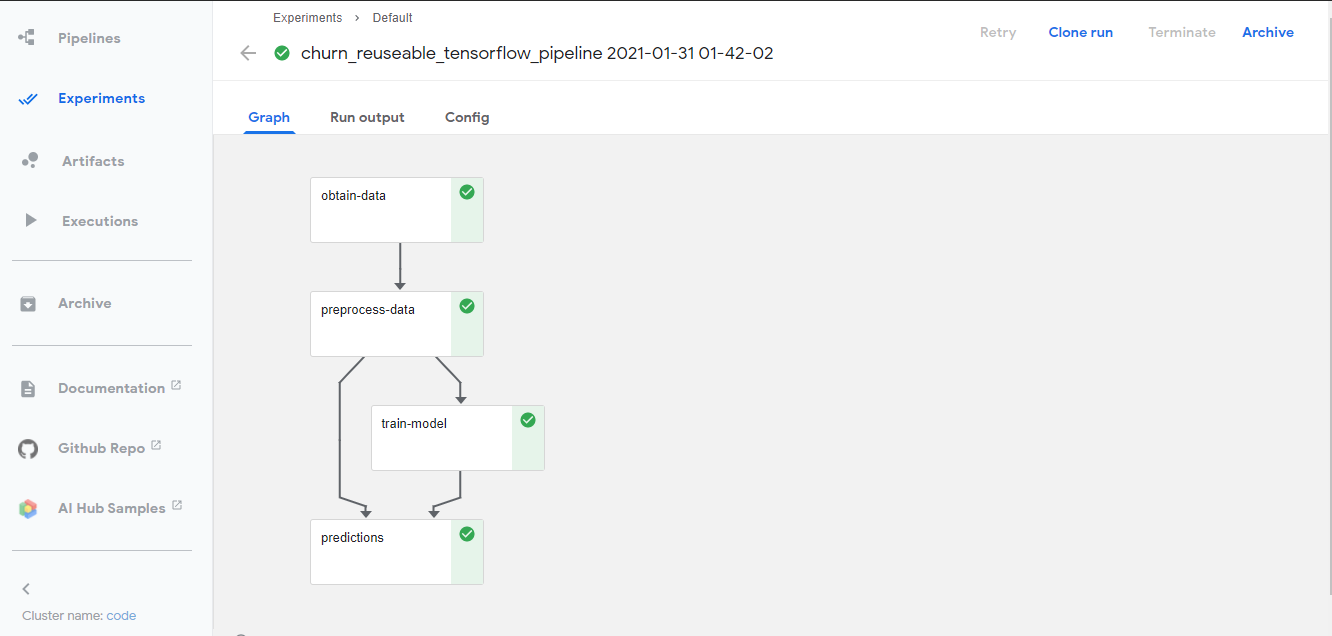 Pipelines
Experiments
Artifacts
Executions
Archive
Documentation
Github Repo
AI Hub Samples
Cluster name: code
Experiments > Default
churn_reuseable_tensorflow_pipeline 2021-01-31 01-42-02
Retry Clone run Terminate Archive
Graph Run output Config
obtain-data
preprocess-data
train-model
predictions